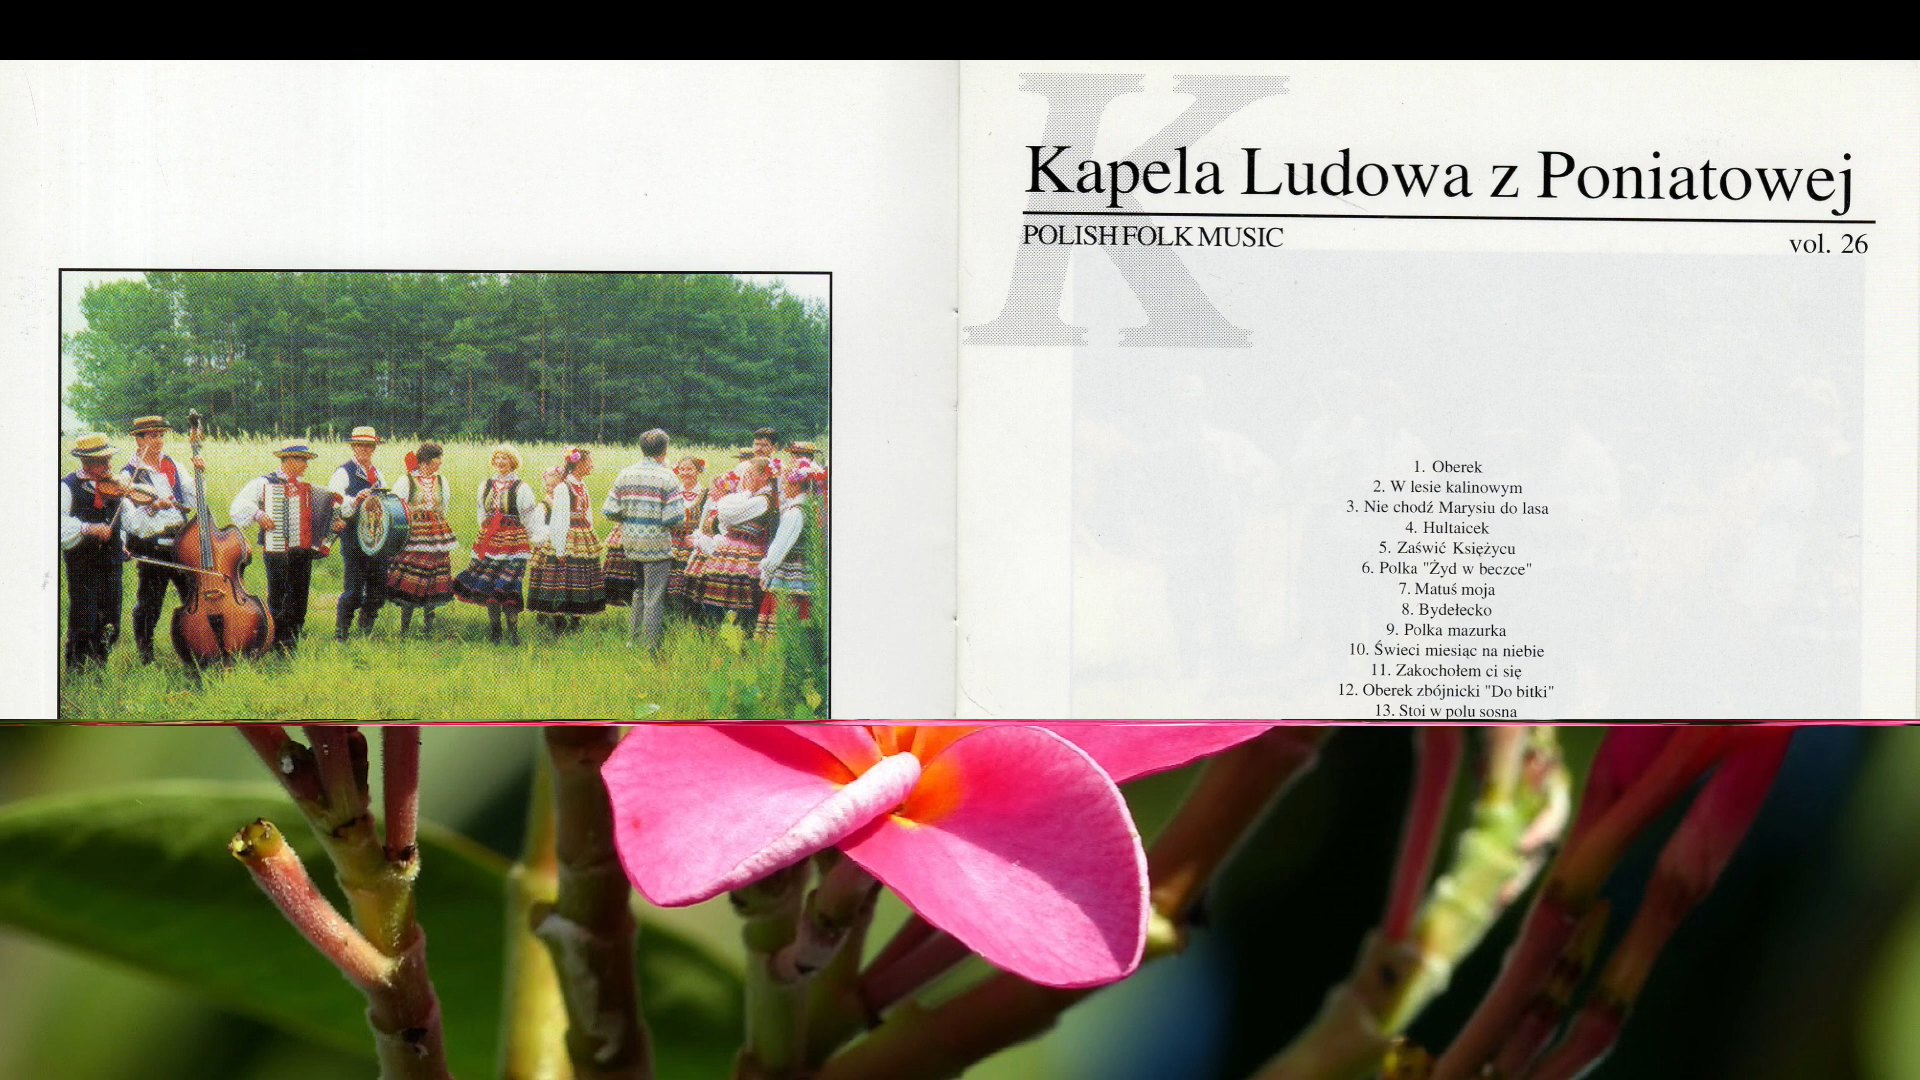 K
Kapela Ludowa z Poniatowej
POLISH FOLK MUSIC
vol. 26
1. Oberek
2. W lesie kalinowym
3. Nie chodź Marysiu do lasa
4. Hultaicek
5. Zaświć Księżycu
6. Polka "Żyd w beczce"
7. Matuś moja
8. Bydełecko
9. Polka mazurka
10. Świeci miesiąc na niebie
11. Zakochołem ci się
12. Oberek zbójnicki "Do bitki"
13. Stoi w polu sosna